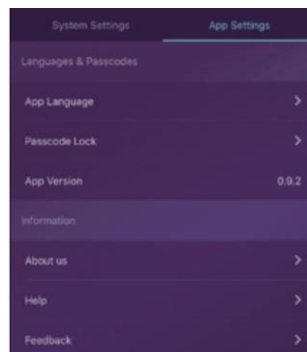 System Settings
App Settings
Languages & Passcodes
App Language
Passcode Lock
App Version 0.9.2
Information
About us
Help
Feedback